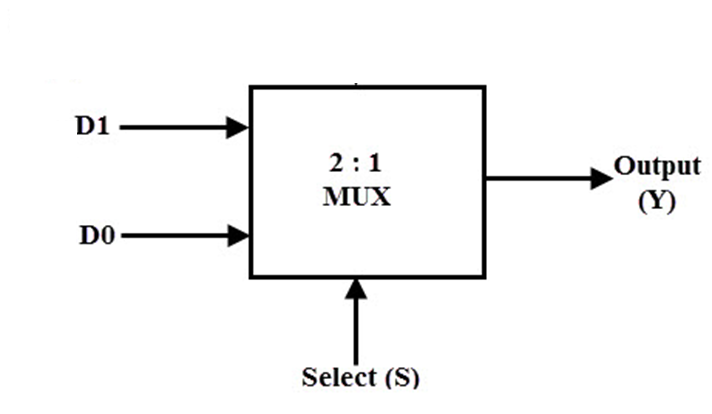 D1
2 : 1
MUX
Output
(Y)
D0
Select (S)